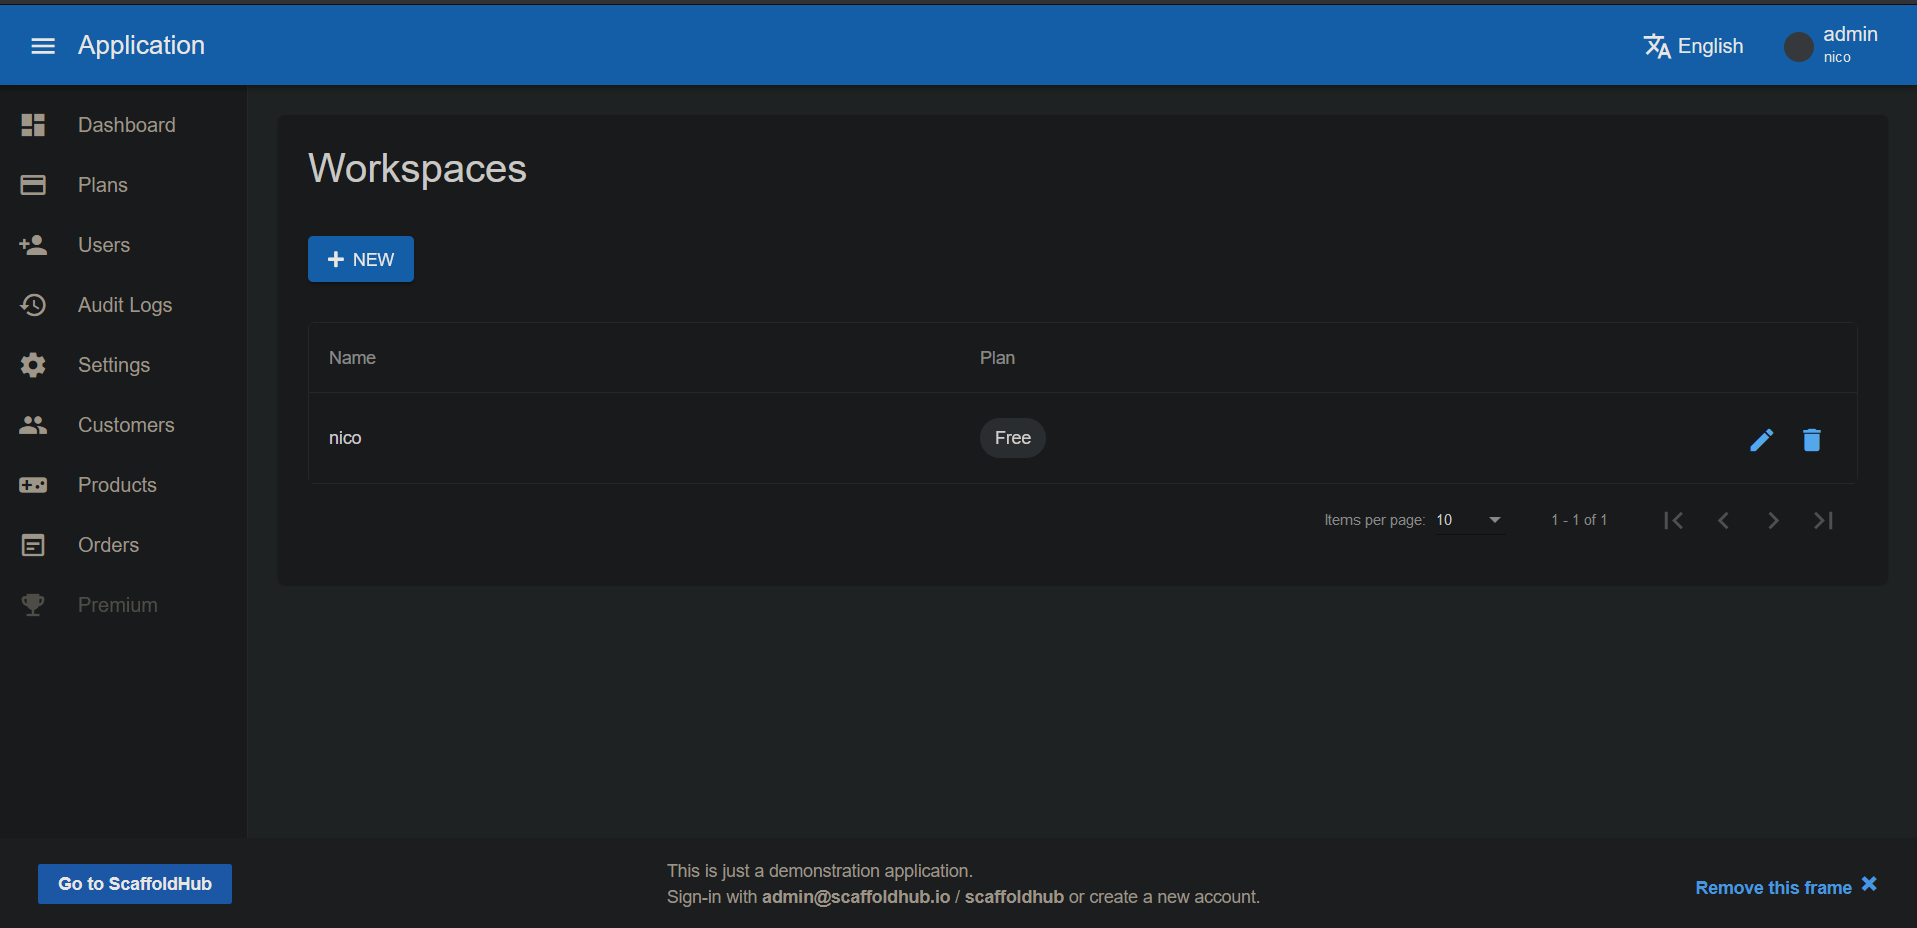 Application
English
admin
nico
Dashboard
Plans
Users
Audit Logs
Settings
Customers
Products
Orders
Premium
Workspaces
NEW
Name Plan
nico Free
Items per page: 10 1 - 1 of 1
Go to ScaffoldHub
This is just a demonstration application.
Sign-in with admin@scaffoldhub.io / scaffoldhub or create a new account.
Remove this frame